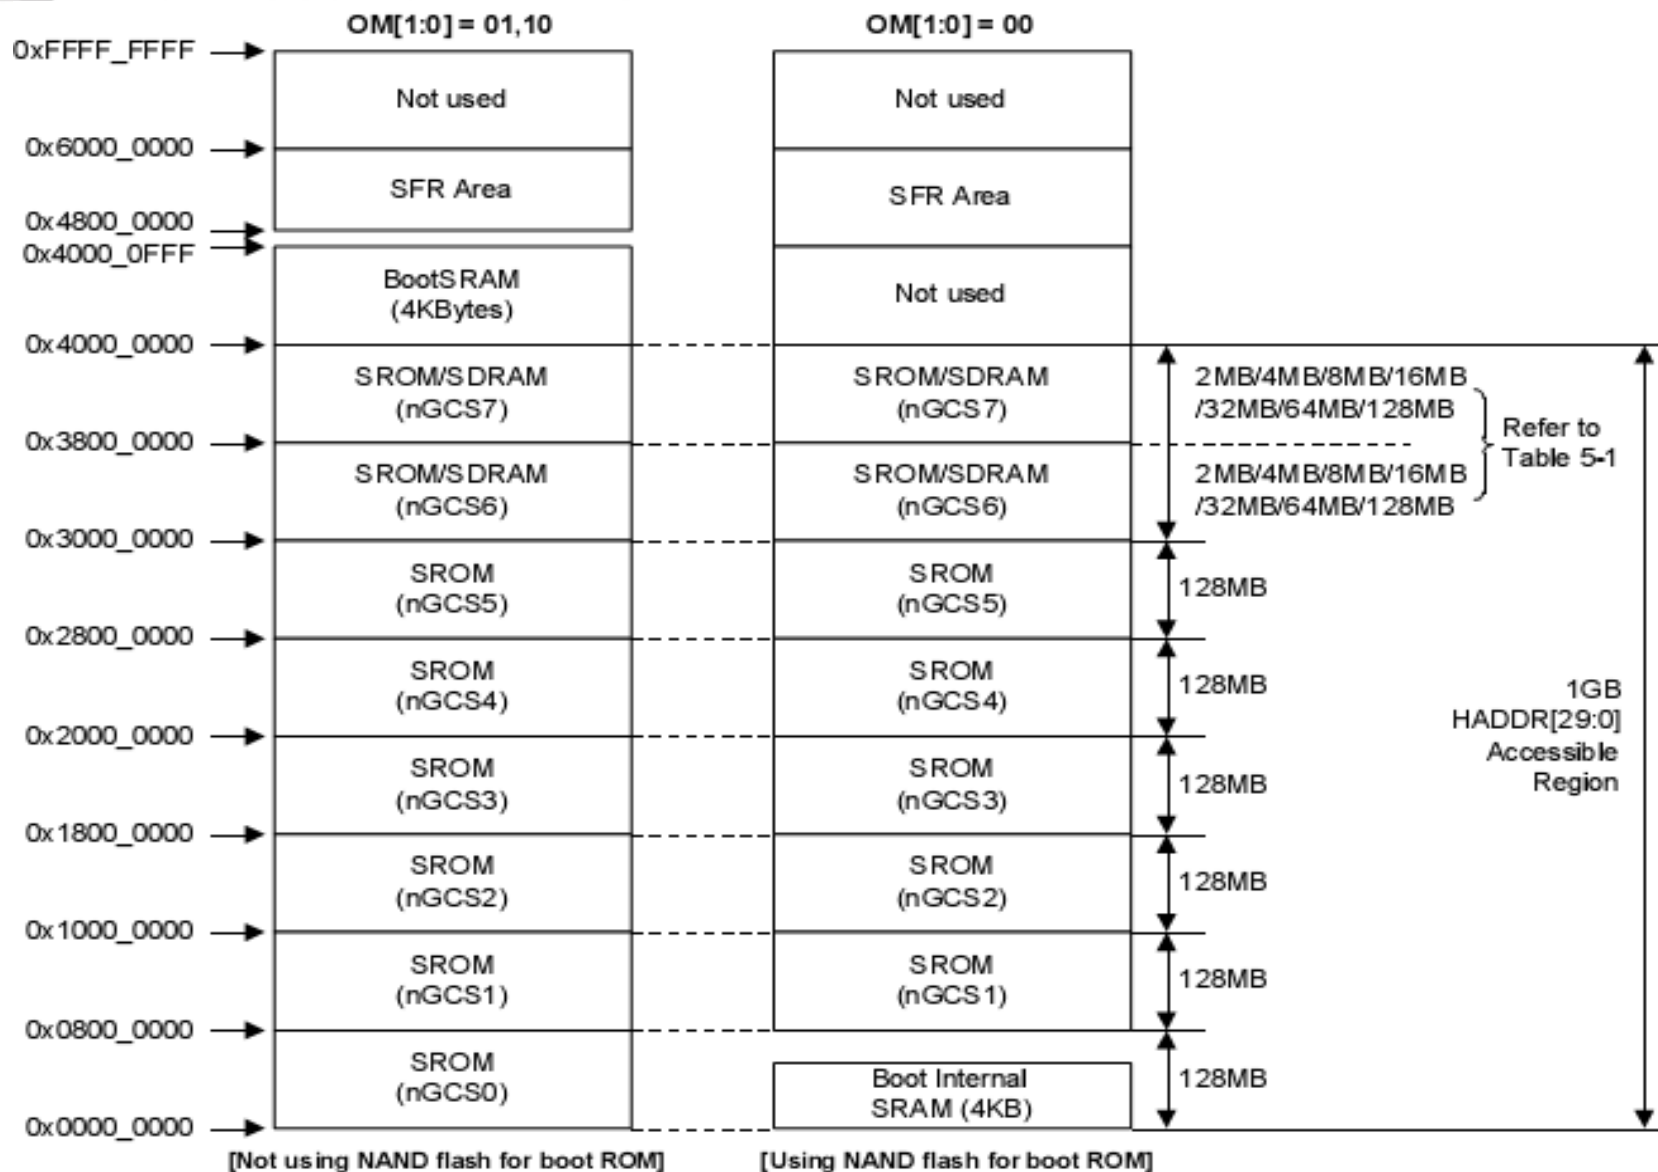 OM[1:0] = 01,10
OM[1:0] = 00
0xFFFF_FFFF
Not used
Not used
0x6000_0000
SFR Area
SFR Area
0x4800_0000
0x4000_0FFF
BootSRAM
(4KBytes)
Not used
0x4000_0000
SROM/SDRAM
(nGCS7)
SROM/SDRAM
(nGCS7)
2MB/4MB/8MB/16MB
/32MB/64MB/128MB
0x3800_0000
Refer to
Table 5-1
SROM/SDRAM
(nGCS6)
SROM/SDRAM
(nGCS6)
2MB/4MB/8MB/16MB
/32MB/64MB/128MB
0x3000_0000
SROM
(nGCS5)
SROM
(nGCS5)
128MB
0x2800_0000
SROM
(nGCS4)
SROM
(nGCS4)
128MB
1GB
HADDR[29:0]
Accessible
Region
0x2000_0000
SROM
(nGCS3)
SROM
(nGCS3)
128MB
0x1800_0000
SROM
(nGCS2)
SROM
(nGCS2)
128MB
0x1000_0000
SROM
(nGCS1)
SROM
(nGCS1)
128MB
0x0800_0000
SROM
(nGCS0)
Boot Internal
SRAM (4KB)
128MB
0x0000_0000
[Not using NAND flash for boot ROM]
[Using NAND flash for boot ROM]